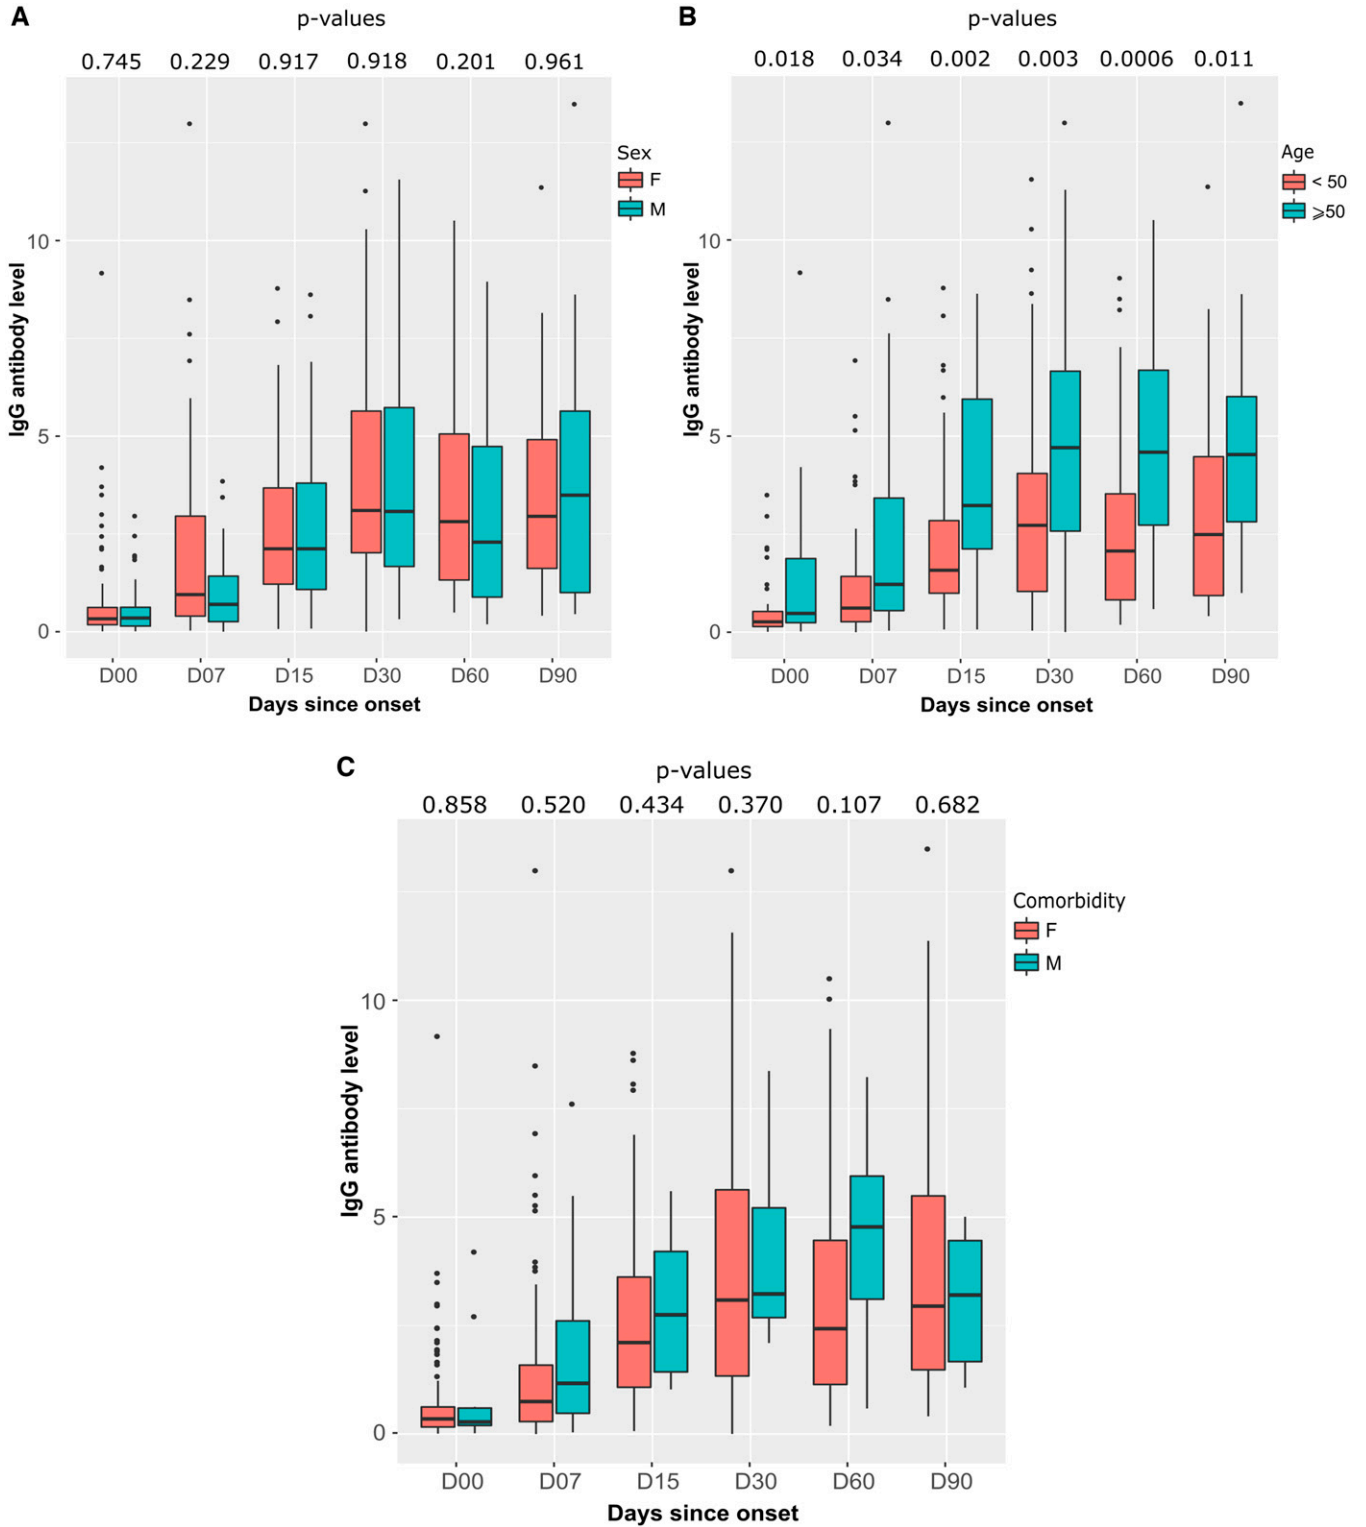 A
p-values
0.745 0.229 0.917 0.918 0.201 0.961
Sex
F
M
10
5
0
IgG antibody level
D00 D07 D15 D30 D60 D90
Days since onset
B
p-values
0.018 0.034 0.002 0.003 0.0006 0.011
Age
< 50
⩾50
10
5
0
IgG antibody level
D00 D07 D15 D30 D60 D90
Days since onset
C
p-values
0.858 0.520 0.434 0.370 0.107 0.682
Comorbidity
F
M
10
5
0
IgG antibody level
D00 D07 D15 D30 D60 D90
Days since onset